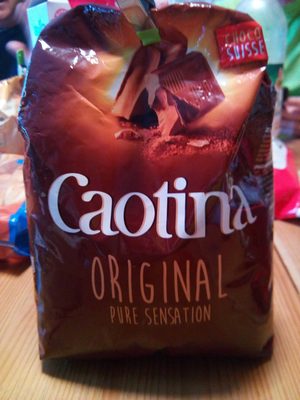 CHOCO
SUISSE
Caotina
ORIGINAL
PURE SENSATION